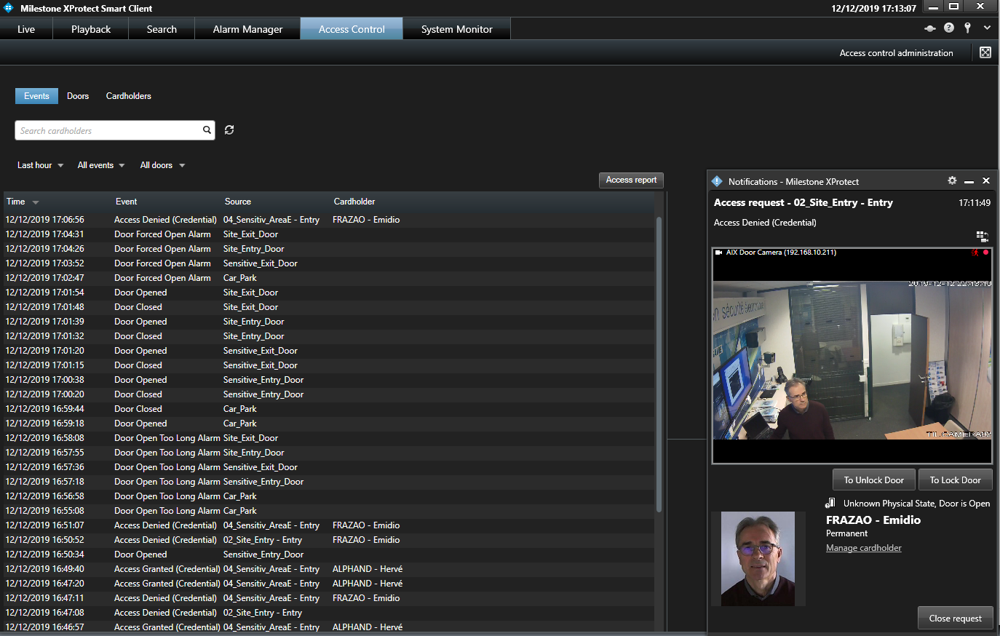 Milestone XProtect Smart Client
12/12/2019 17:13:07
Live Playback Search Alarm Manager Access Control System Monitor
Access control administration
Events Doors Cardholders
Search cardholders
Last hour All events All doors
Access report
Time Event Source Cardholder
12/12/2019 17:06:56 Access Denied (Credential) 04_Sensitiv_AreaE - Entry FRAZAO - Emidio
12/12/2019 17:04:31 Door Forced Open Alarm Site_Exit_Door
12/12/2019 17:04:26 Door Forced Open Alarm Site_Entry_Door
12/12/2019 17:03:52 Door Forced Open Alarm Sensitive_Exit_Door
12/12/2019 17:02:47 Door Forced Open Alarm Car_Park
12/12/2019 17:01:54 Door Opened Site_Exit_Door
12/12/2019 17:01:48 Door Closed Site_Exit_Door
12/12/2019 17:01:39 Door Opened Site_Entry_Door
12/12/2019 17:01:32 Door Closed Site_Entry_Door
12/12/2019 17:01:20 Door Opened Sensitive_Exit_Door
12/12/2019 17:01:15 Door Closed Sensitive_Exit_Door
12/12/2019 17:00:38 Door Opened Sensitive_Entry_Door
12/12/2019 17:00:20 Door Closed Sensitive_Entry_Door
12/12/2019 16:59:44 Door Closed Car_Park
12/12/2019 16:59:18 Door Opened Car_Park
12/12/2019 16:58:08 Door Open Too Long Alarm Site_Exit_Door
12/12/2019 16:57:55 Door Open Too Long Alarm Site_Entry_Door
12/12/2019 16:57:36 Door Open Too Long Alarm Sensitive_Exit_Door
12/12/2019 16:57:18 Door Open Too Long Alarm Sensitive_Entry_Door
12/12/2019 16:56:58 Door Open Too Long Alarm Car_Park
12/12/2019 16:55:08 Door Open Too Long Alarm Car_Park
12/12/2019 16:51:07 Access Denied (Credential) 04_Sensitiv_AreaE - Entry FRAZAO - Emidio
12/12/2019 16:50:52 Access Denied (Credential) 02_Site_Entry - Entry FRAZAO - Emidio
12/12/2019 16:50:34 Door Opened Sensitive_Entry_Door
12/12/2019 16:49:40 Access Granted (Credential) 04_Sensitiv_AreaE - Entry ALPHAND - Hervé
12/12/2019 16:47:20 Access Granted (Credential) 04_Sensitiv_AreaE - Entry ALPHAND - Hervé
12/12/2019 16:47:11 Access Denied (Credential) 04_Sensitiv_AreaE - Entry FRAZAO - Emidio
12/12/2019 16:47:08 Access Denied (Credential) 02_Site_Entry - Entry
12/12/2019 16:46:57 Access Granted (Credential) 04_Sensitiv_AreaE - Entry ALPHAND - Hervé
Notifications - Milestone XProtect
Access request - 02_Site_Entry - Entry 17:11:49
Access Denied (Credential)
AIX Door Camera (192.168.10.211)
en sécurité électronique
To Unlock Door To Lock Door
Unknown Physical State, Door is Open
FRAZAO - Emidio
Permanent
Manage cardholder
Close request